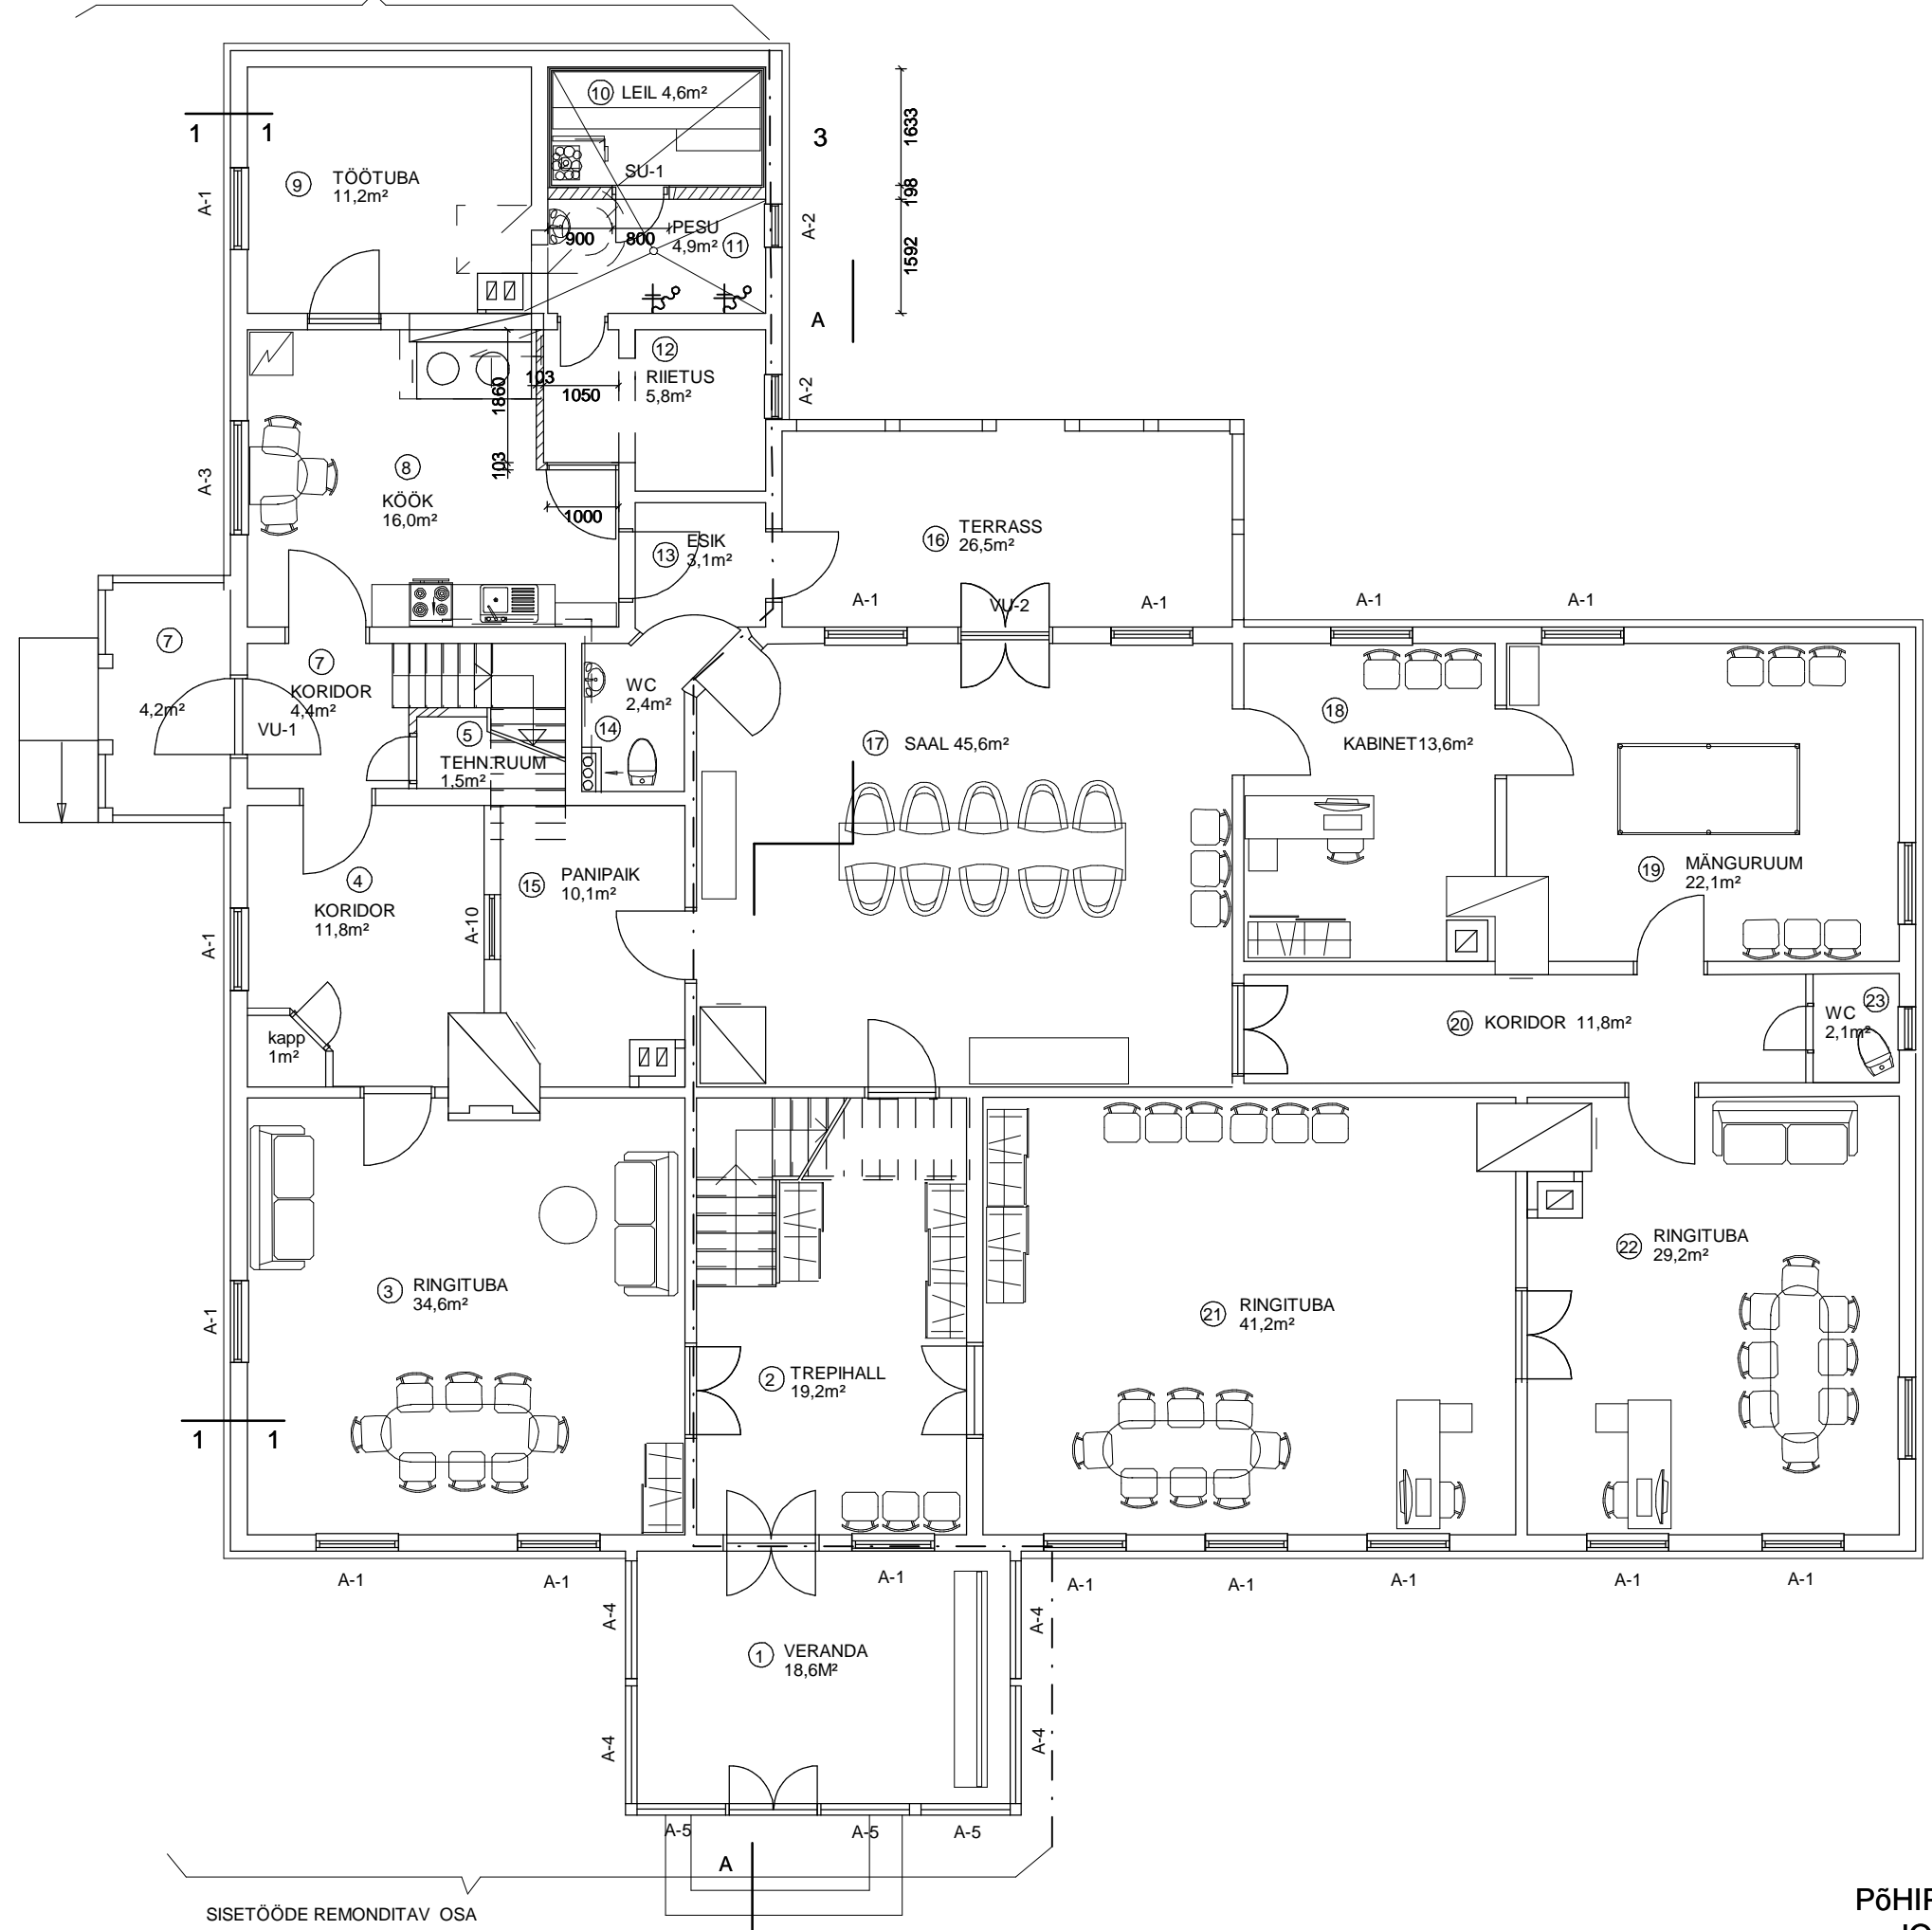 10 LEIL 4,6m²
3
1633
198
1592
1 1
9 TÖÖTUBA
11,2m²
A-1
SU-1
PESU
4,9m² 11
900 800
A-2
A
12
RIIETUS
5,8m²
A-2
103
1050
1860
103
1000
A-3
8
KÖÖK
16,0m²
13 ESIK
3,1m²
16 TERRASS
26,5m²
A-1
VU-2
A-1
A-1
A-1
7
4,2m²
7
KORIDOR
4,4m²
VU-1
5
TEHN.RUUM
1,5m²
WC
2,4m²
14
17 SAAL 45,6m²
18
KABINET13,6m²
19 MÄNGURUUM
22,1m²
4
KORIDOR
11,8m²
A-1
A-10
15 PANIPAIK
10,1m²
kapp
1m²
20 KORIDOR 11,8m²
23
WC
2,1m²
3 RINGITUBA
34,6m²
A-1
2 TREPIHALL
19,2m²
21 RINGITUBA
41,2m²
22 RINGITUBA
29,2m²
1 1
A-1
A-1
A-1
A-1
A-1
A-1
A-1
A-1
A-4
A-4
1 VERANDA
18,6M²
A-4
A-4
A-5
A-5
A-5
A
SISETÖÖDE REMONDITAV OSA